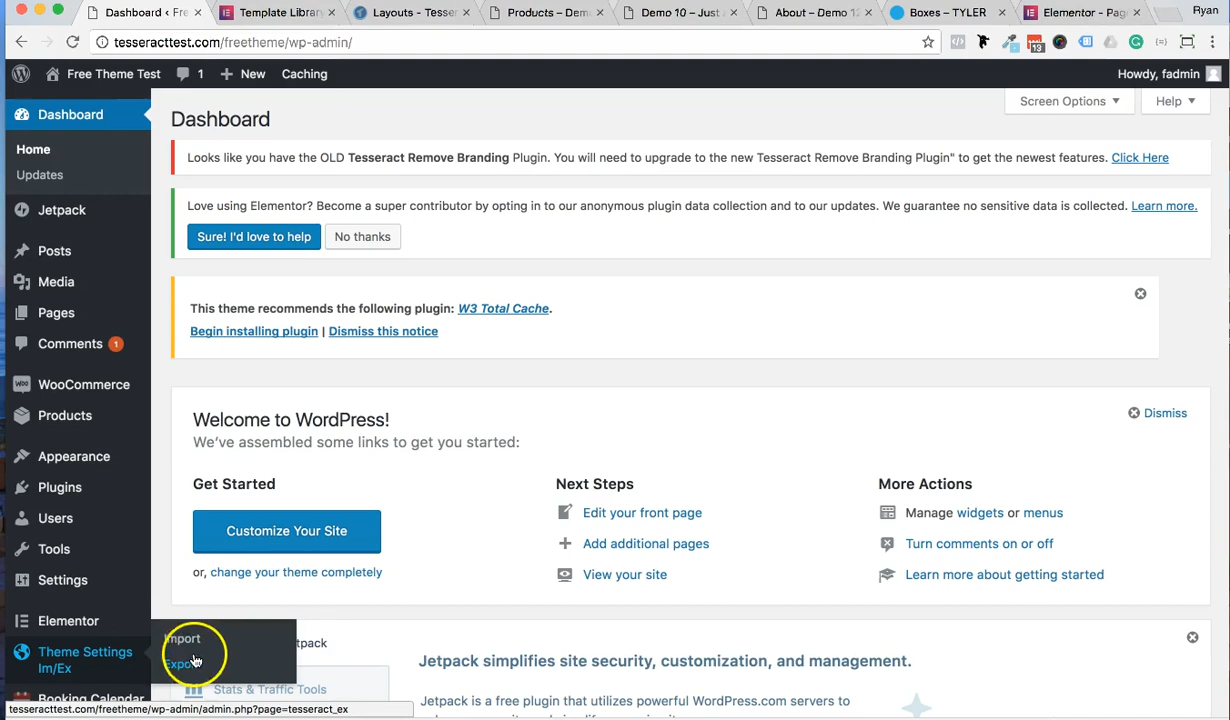 Dashboard ‹ Free
Template Library
Layouts - Tesser
Products – Dem
Demo 10 – Just
About – Demo 12
Boxes – TYLER
Elementor - Page
Ryan
tesseracttest.com/freetheme/wp-admin/
13
Free Theme Test 1 + New Caching
Howdy, fadmin
Dashboard
Home
Updates
Jetpack
Posts
Media
Pages
Comments 1
WooCommerce
Products
Appearance
Plugins
Users
Tools
Settings
Elementor
Theme Settings
Im/Ex
Booking Calendar
Import
Export
tesseracttest.com/freetheme/wp-admin/admin.php?page=tesseract_ex
Screen Options ▼
Help ▼
Dashboard
Looks like you have the OLD Tesseract Remove Branding Plugin. You will need to upgrade to the new Tesseract Remove Branding Plugin" to get the newest features. Click Here
Love using Elementor? Become a super contributor by opting in to our anonymous plugin data collection and to our updates. We guarantee no sensitive data is collected. Learn more.
Sure! I'd love to help
No thanks
This theme recommends the following plugin: W3 Total Cache.
Begin installing plugin | Dismiss this notice
Welcome to WordPress!
Dismiss
We've assembled some links to get you started:
Get Started
Customize Your Site
or, change your theme completely
Next Steps
Edit your front page
Add additional pages
View your site
More Actions
Manage widgets or menus
Turn comments on or off
Learn more about getting started
tpack
Stats & Traffic Tools
Jetpack simplifies site security, customization, and management.
Jetpack is a free plugin that utilizes powerful WordPress.com servers to